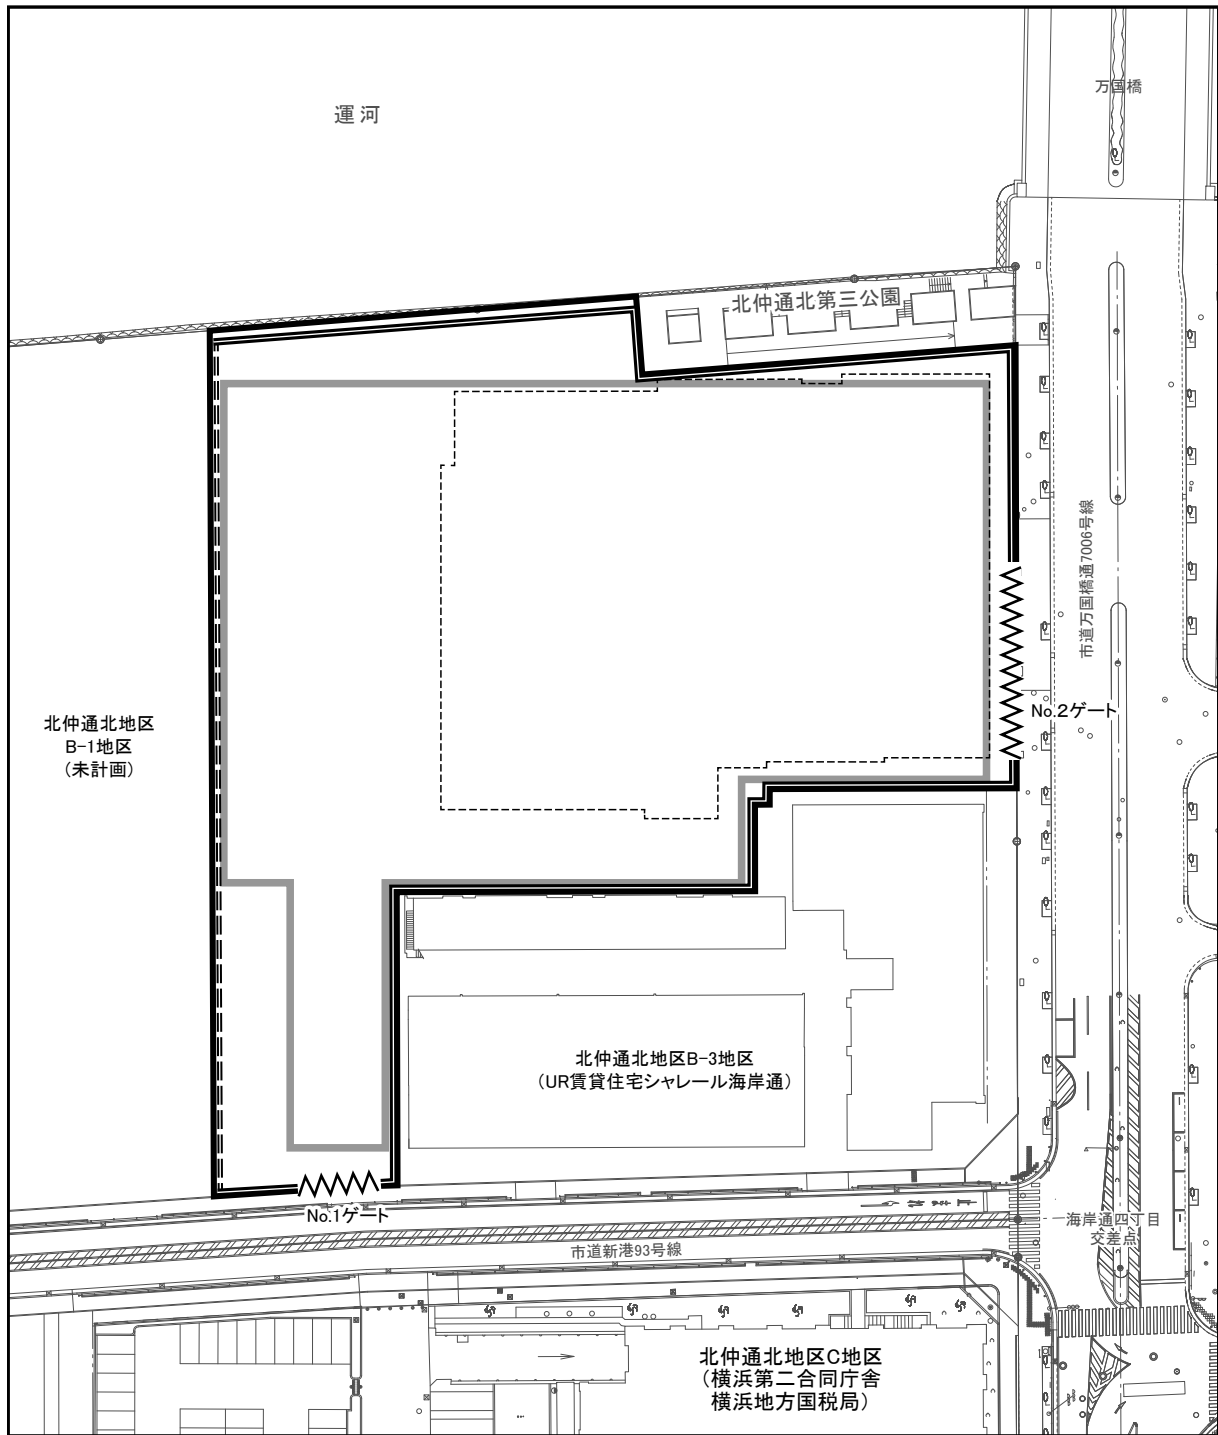 万国橋
運河
北仲通北第三公園
市道万国橋通7006号線
No.2ゲート
北仲通北地区
B-1地区
(未計画)
北仲通北地区B-3地区
(UR賃貸住宅シャレール海岸通)
No.1ゲート
海岸通四丁目
交差点
市道新港93号線
北仲通北地区C地区
(横浜第二合同庁舎
横浜地方国税局)